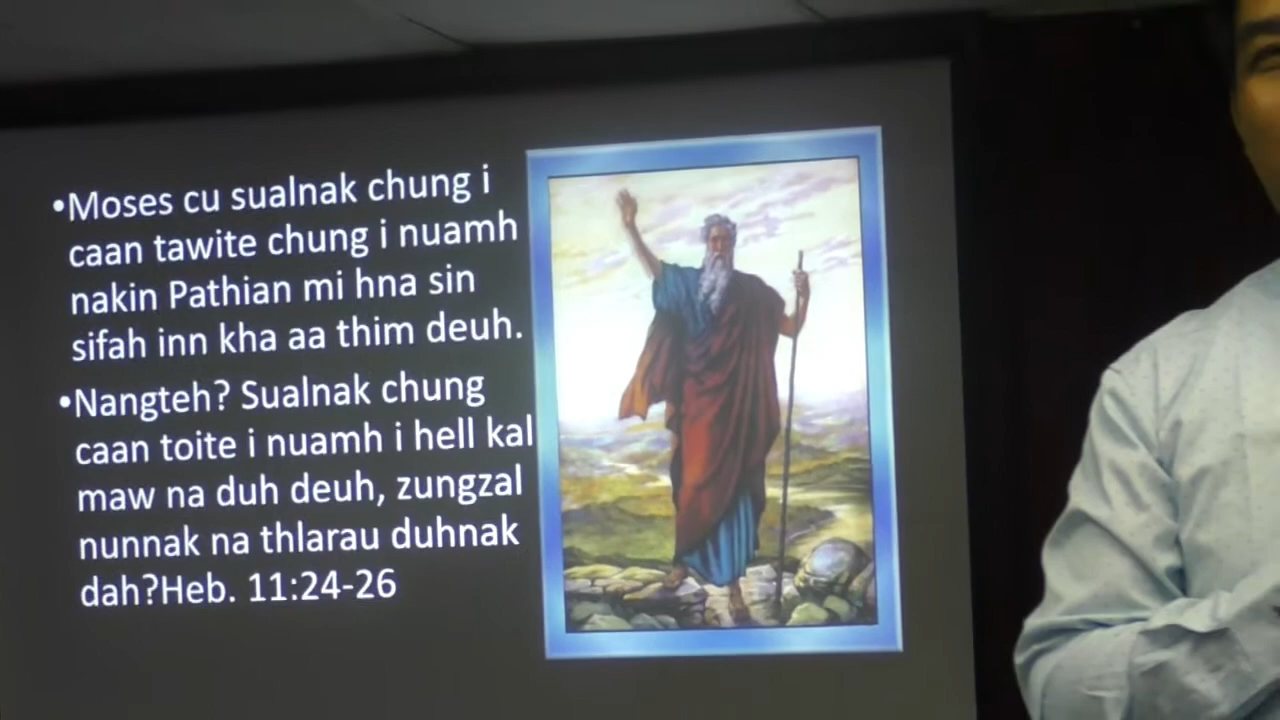 •Moses cu sualnak chung i
caan tawite chung i nuamh
nakin Pathian mi hna sin
sifah inn kha aa thim deuh.
•Nangteh? Sualnak chung
caan toite i nuamh i hell kal
maw na duh deuh, zungzal
nunnak na thlarau duhnak
dah?Heb. 11:24-26